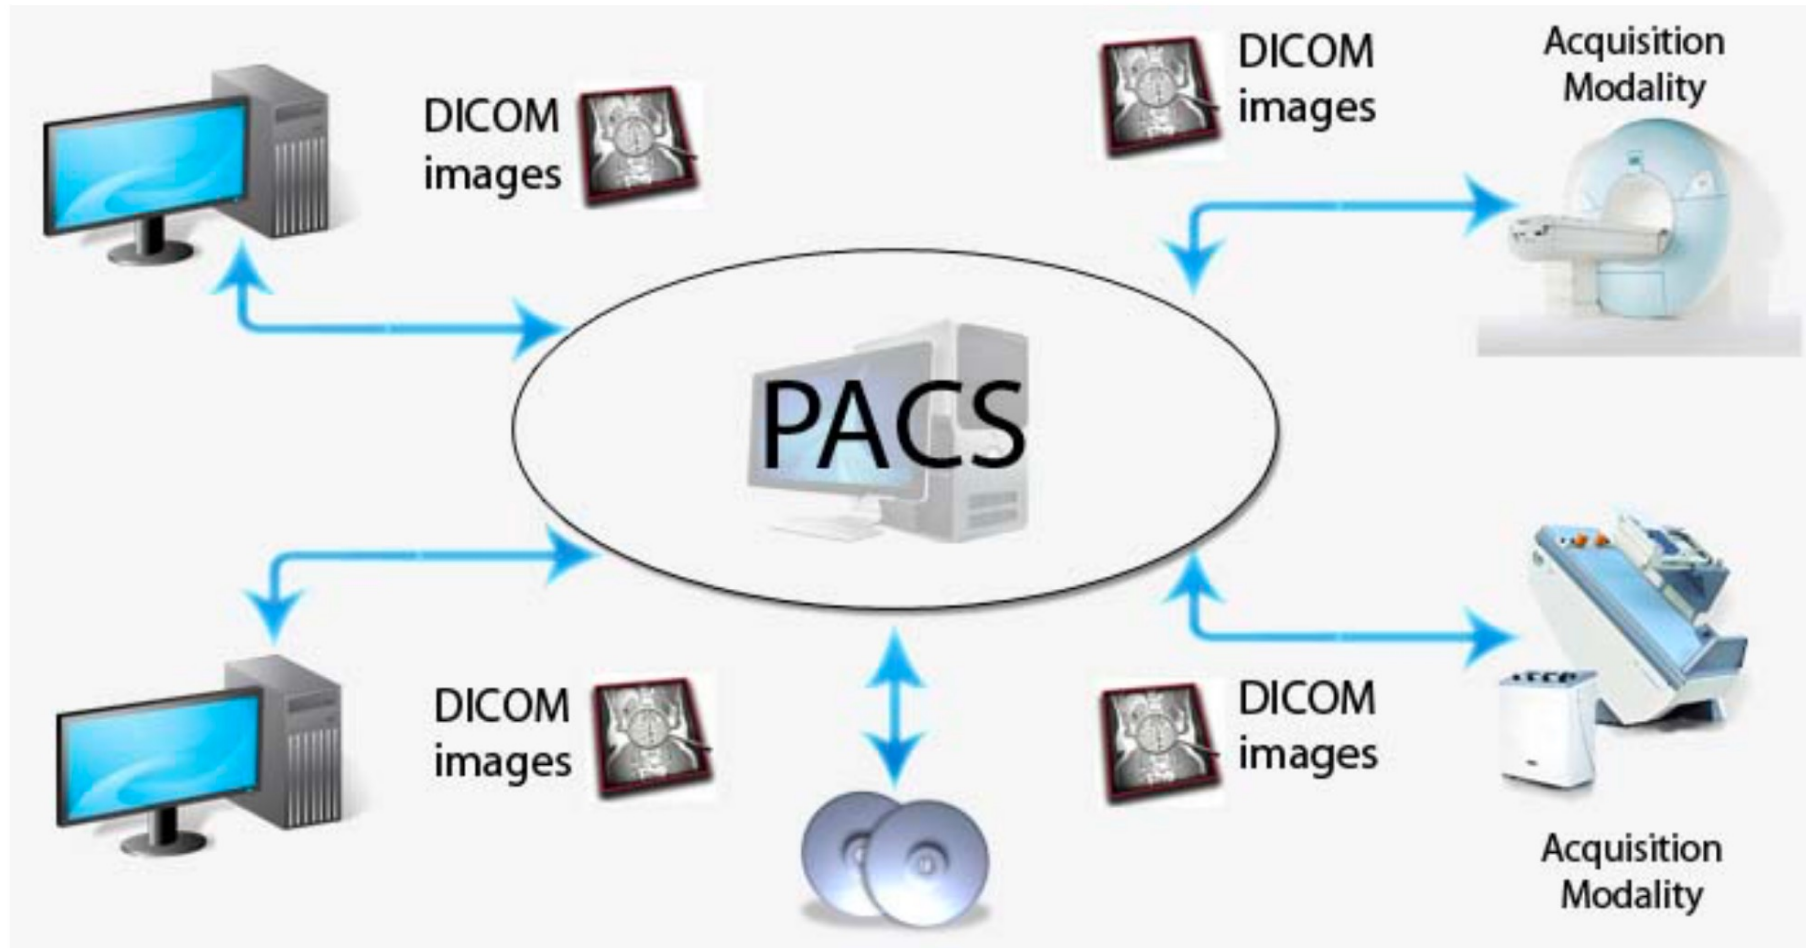 DICOM
images
DICOM
images
Acquisition
Modality
PACS
DICOM
images
DICOM
images
Acquisition
Modality